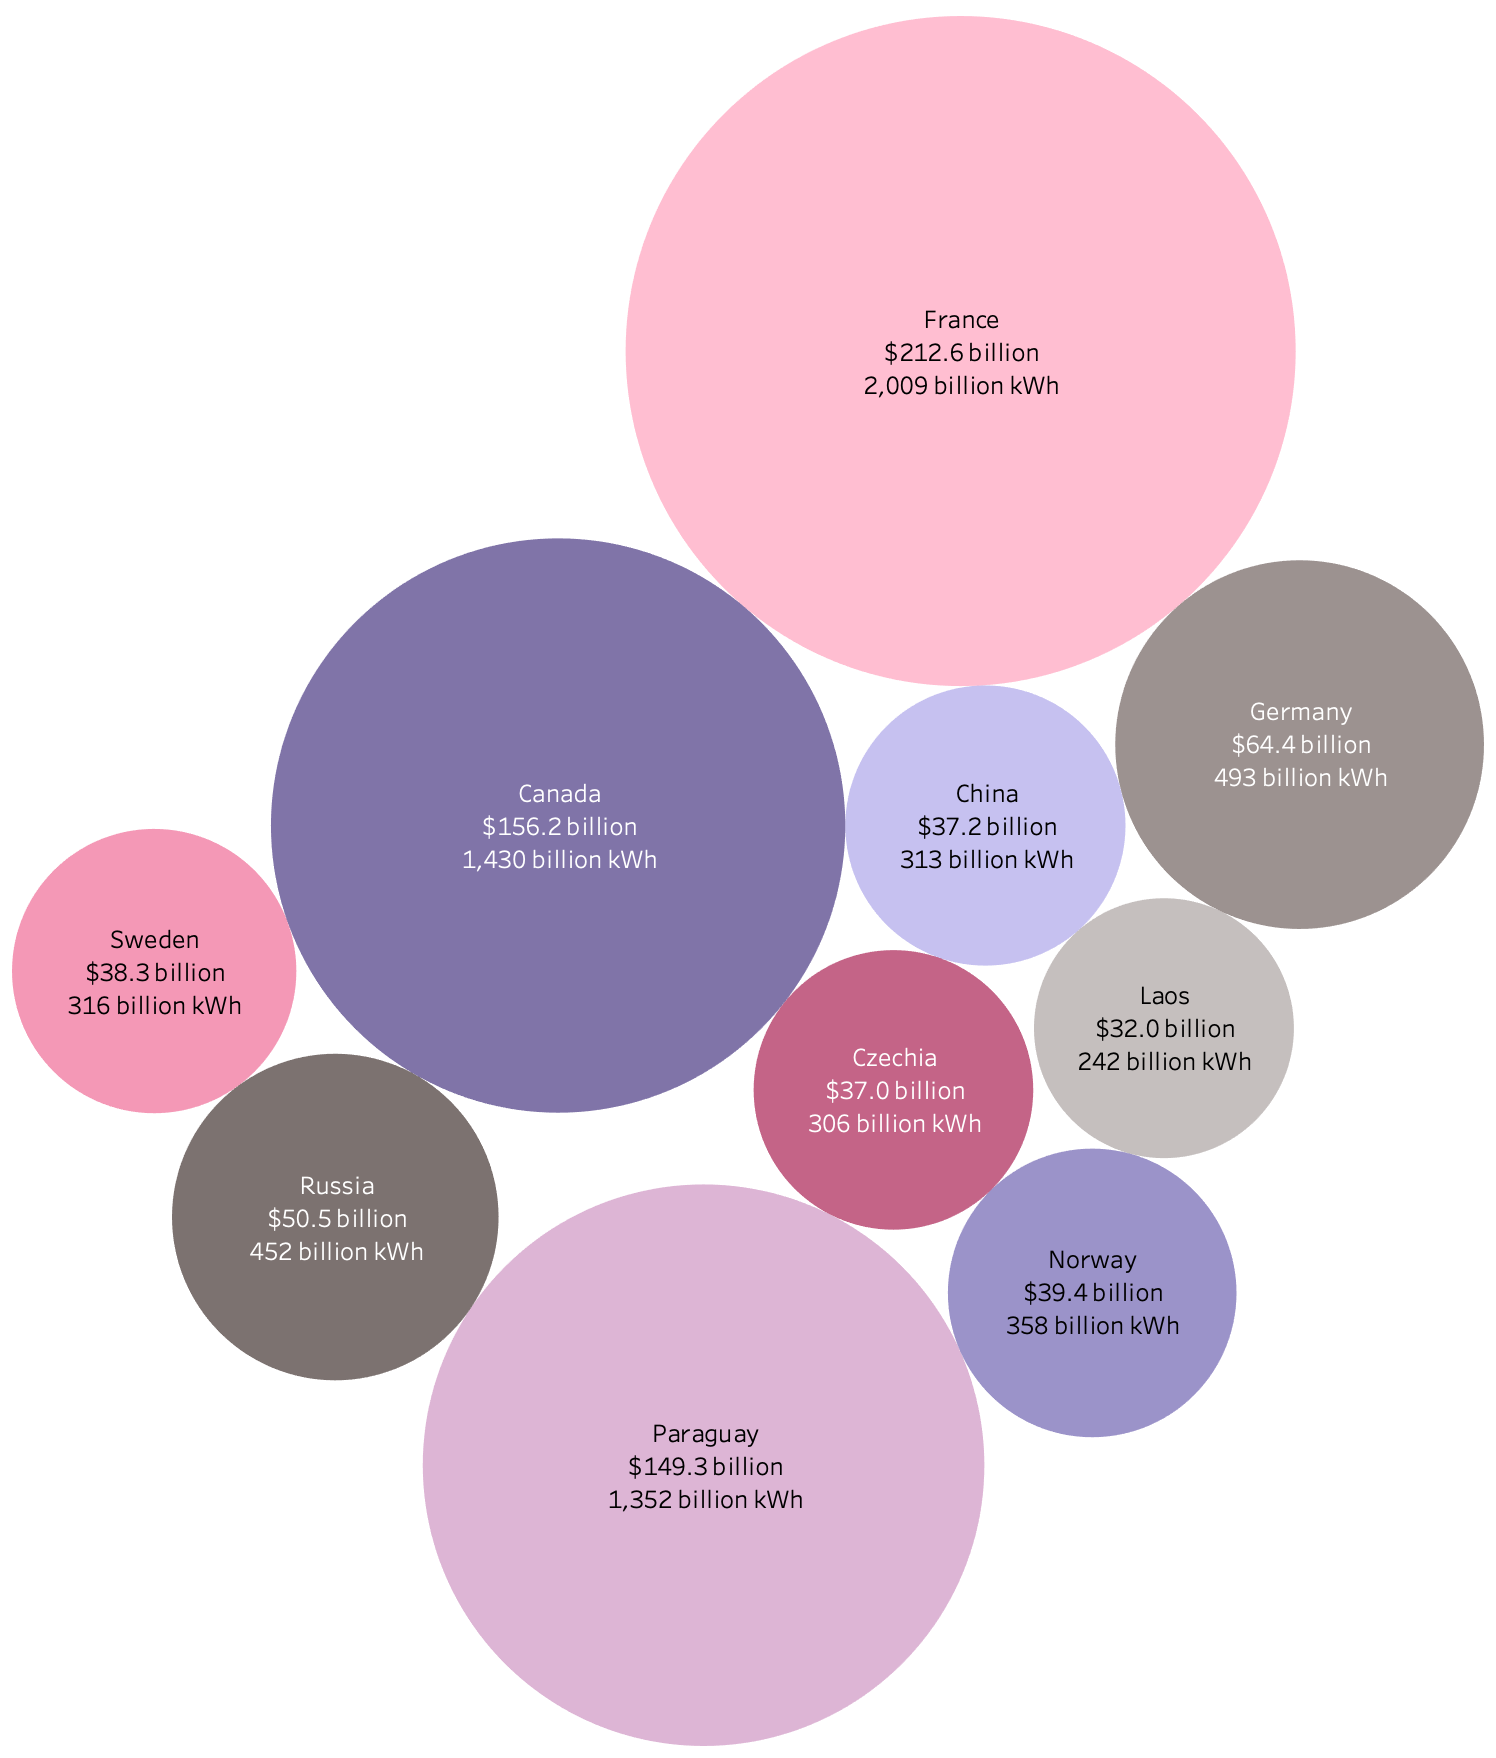 France
$212.6 billion
2,009 billion kWh
Germany
$64.4 billion
493 billion kWh
Canada
$156.2 billion
1,430 billion kWh
China
$37.2 billion
313 billion kWh
Sweden
$38.3 billion
316 billion kWh
Laos
$32.0 billion
242 billion kWh
Czechia
$37.0 billion
306 billion kWh
Russia
$50.5 billion
452 billion kWh
Norway
$39.4 billion
358 billion kWh
Paraguay
$149.3 billion
1,352 billion kWh